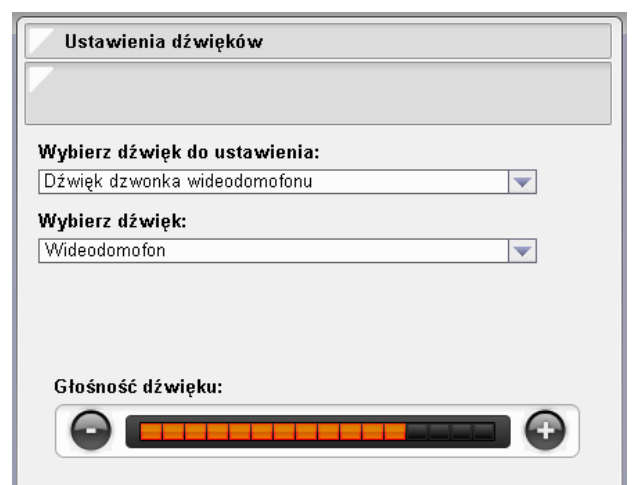 Ustawienia dźwięków
Wybierz dźwięk do ustawienia:
Dźwięk dzwonka wideodomofonu
Wybierz dźwięk:
Wideodomofon
Głośność dźwięku:
- +